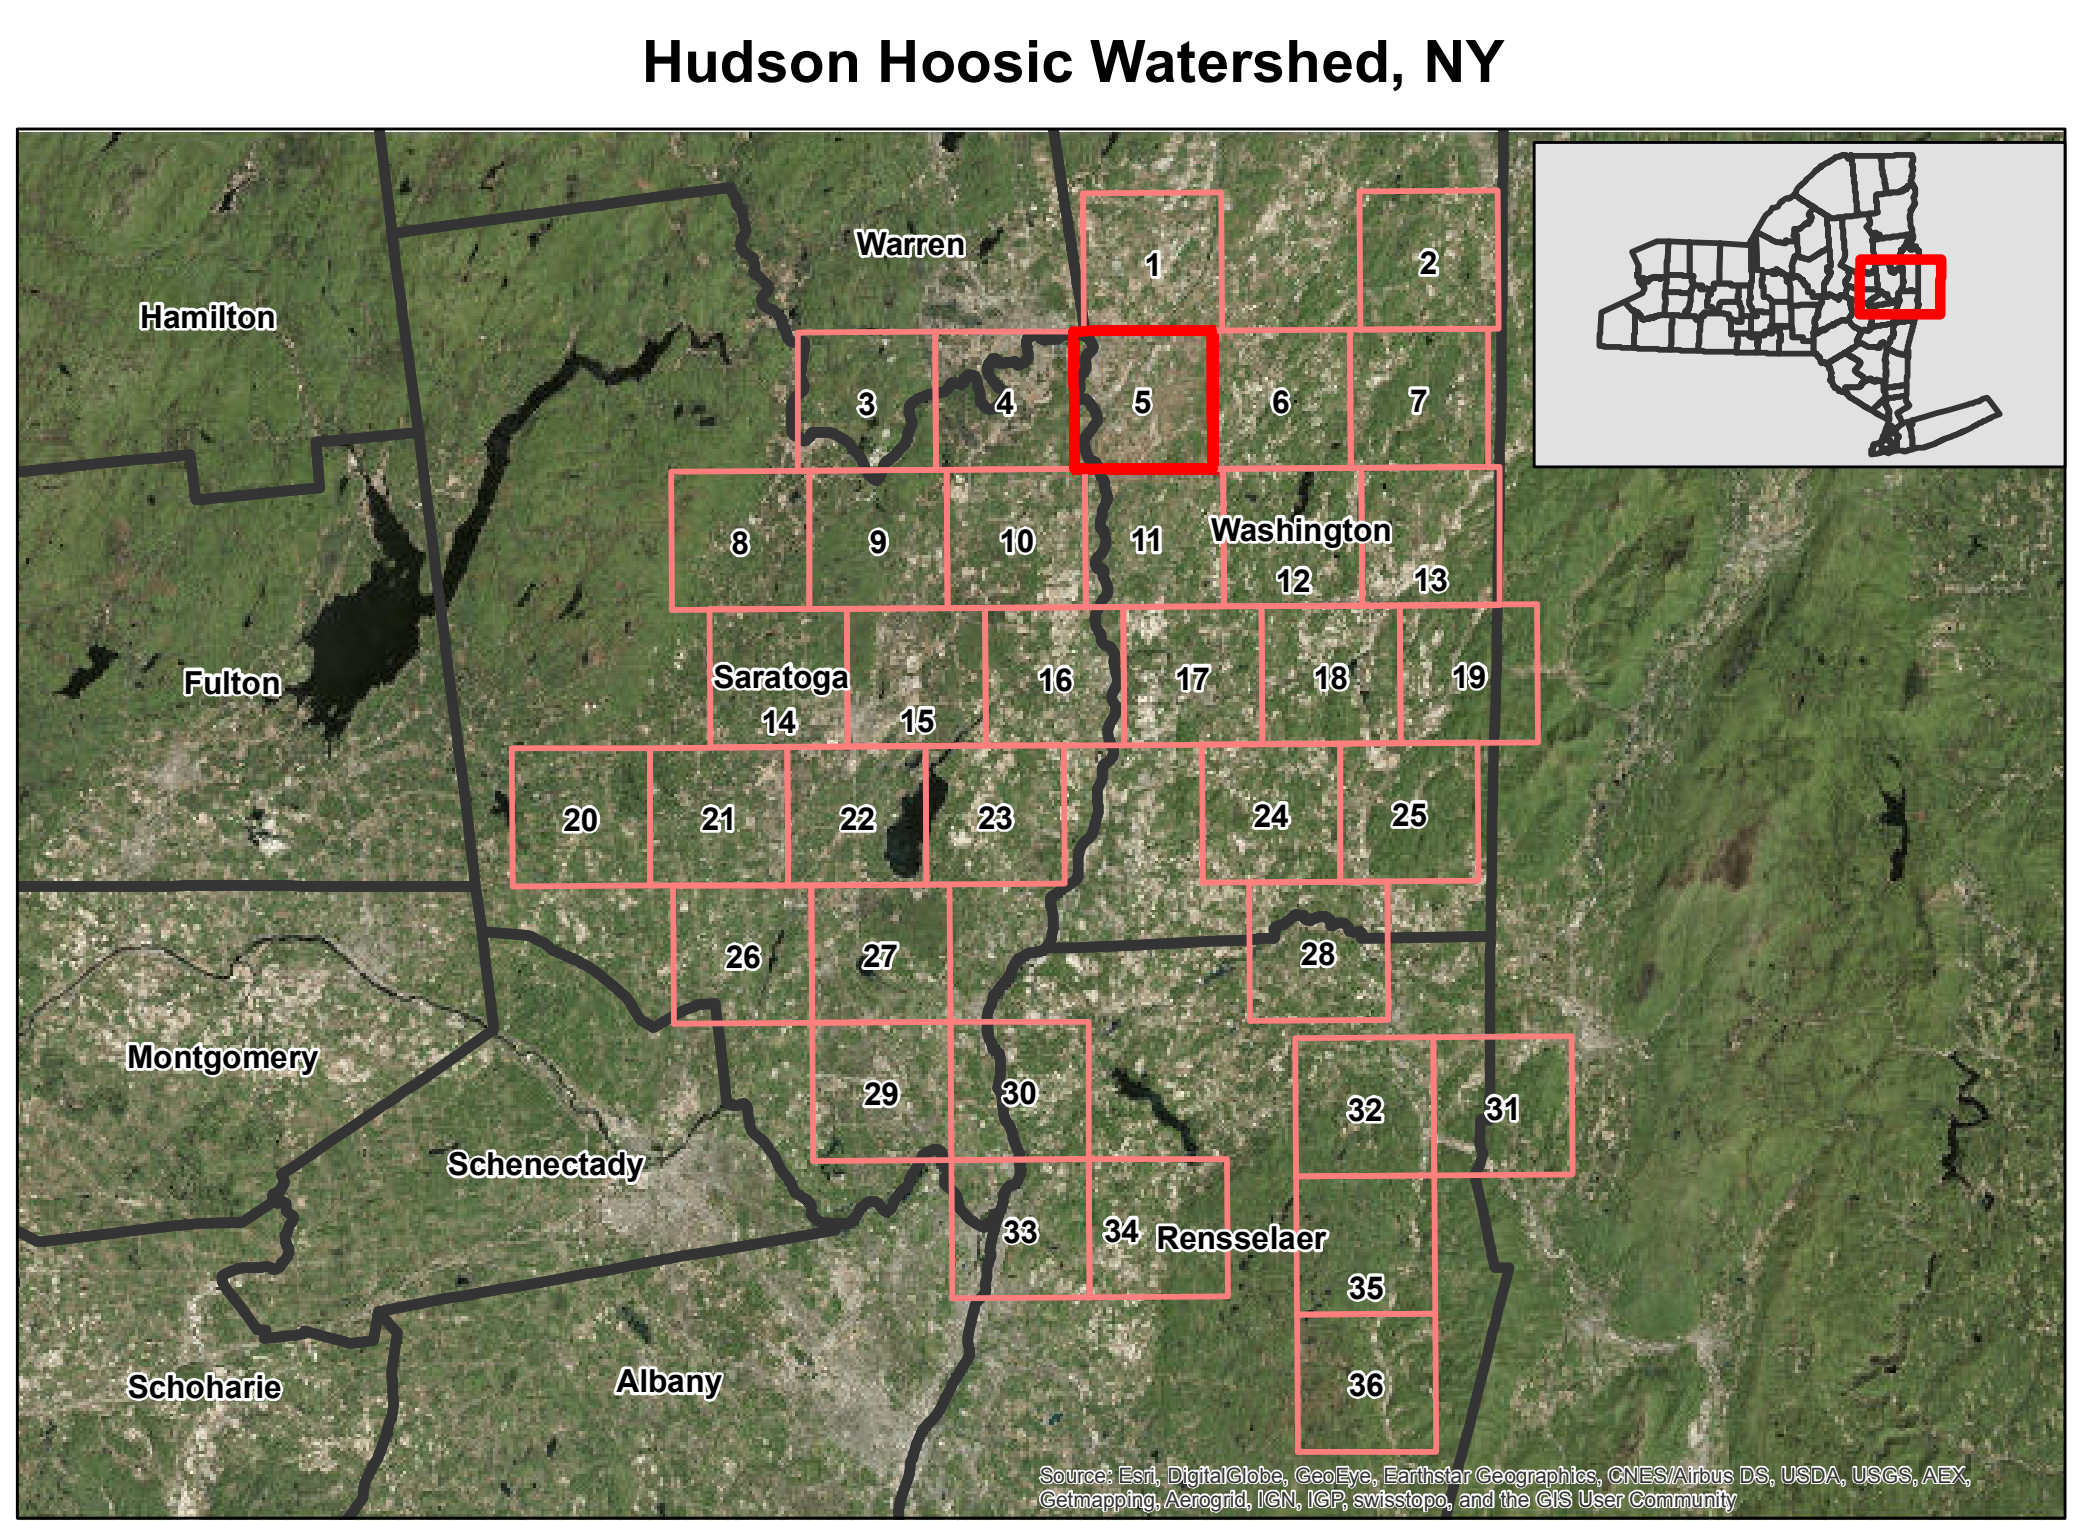 Hudson Hoosic Watershed, NY
Warren
1
2
Hamilton
3
4
5
6
7
8
9
10
11
Washington
12
13
Fulton
Saratoga
14
15
16
17
18
19
20
21
22
23
24
25
26
27
28
Montgomery
29
30
32
31
Schenectady
33
34
Rensselaer
35
Schoharie
Albany
36
Source: Esri, DigitalGlobe, GeoEye, Earthstar Geographics, CNES/Airbus DS, USDA, USGS, AEX,
Getmapping, Aerogrid, IGN, IGP, swisstopo, and the GIS User Community